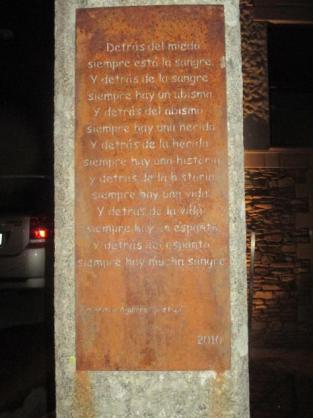 Detrás del miedo
siempre está la sangre.
Y detrás de la sangre
siempre hay un abismo.
Y detrás del abismo
siempre hay una herida.
Y detrás de la herida
siempre hay una historia
y detrás de la historia
siempre hay una vida.
Y detrás de la vida
siempre hay un espanto.
Y detrás del espanto
siempre hay mucha sangre.
2010